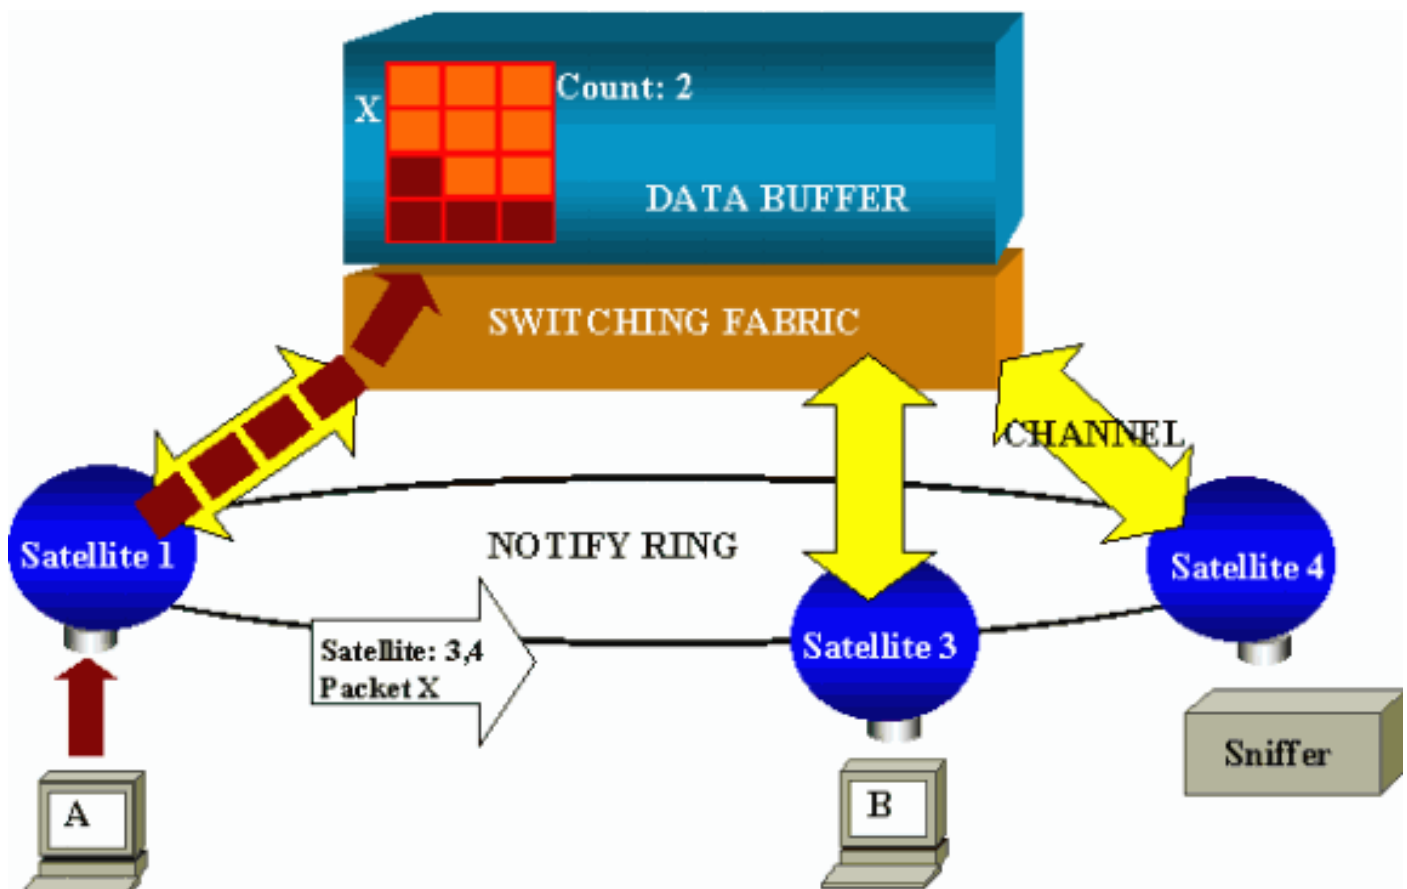 X
Count: 2
DATA BUFFER
SWITCHING FABRIC
CHANNEL
Satellite 1
NOTIFY RING
Satellite 4
Satellite: 3,4
Packet X
Satellite 3
Sniffer
A
B